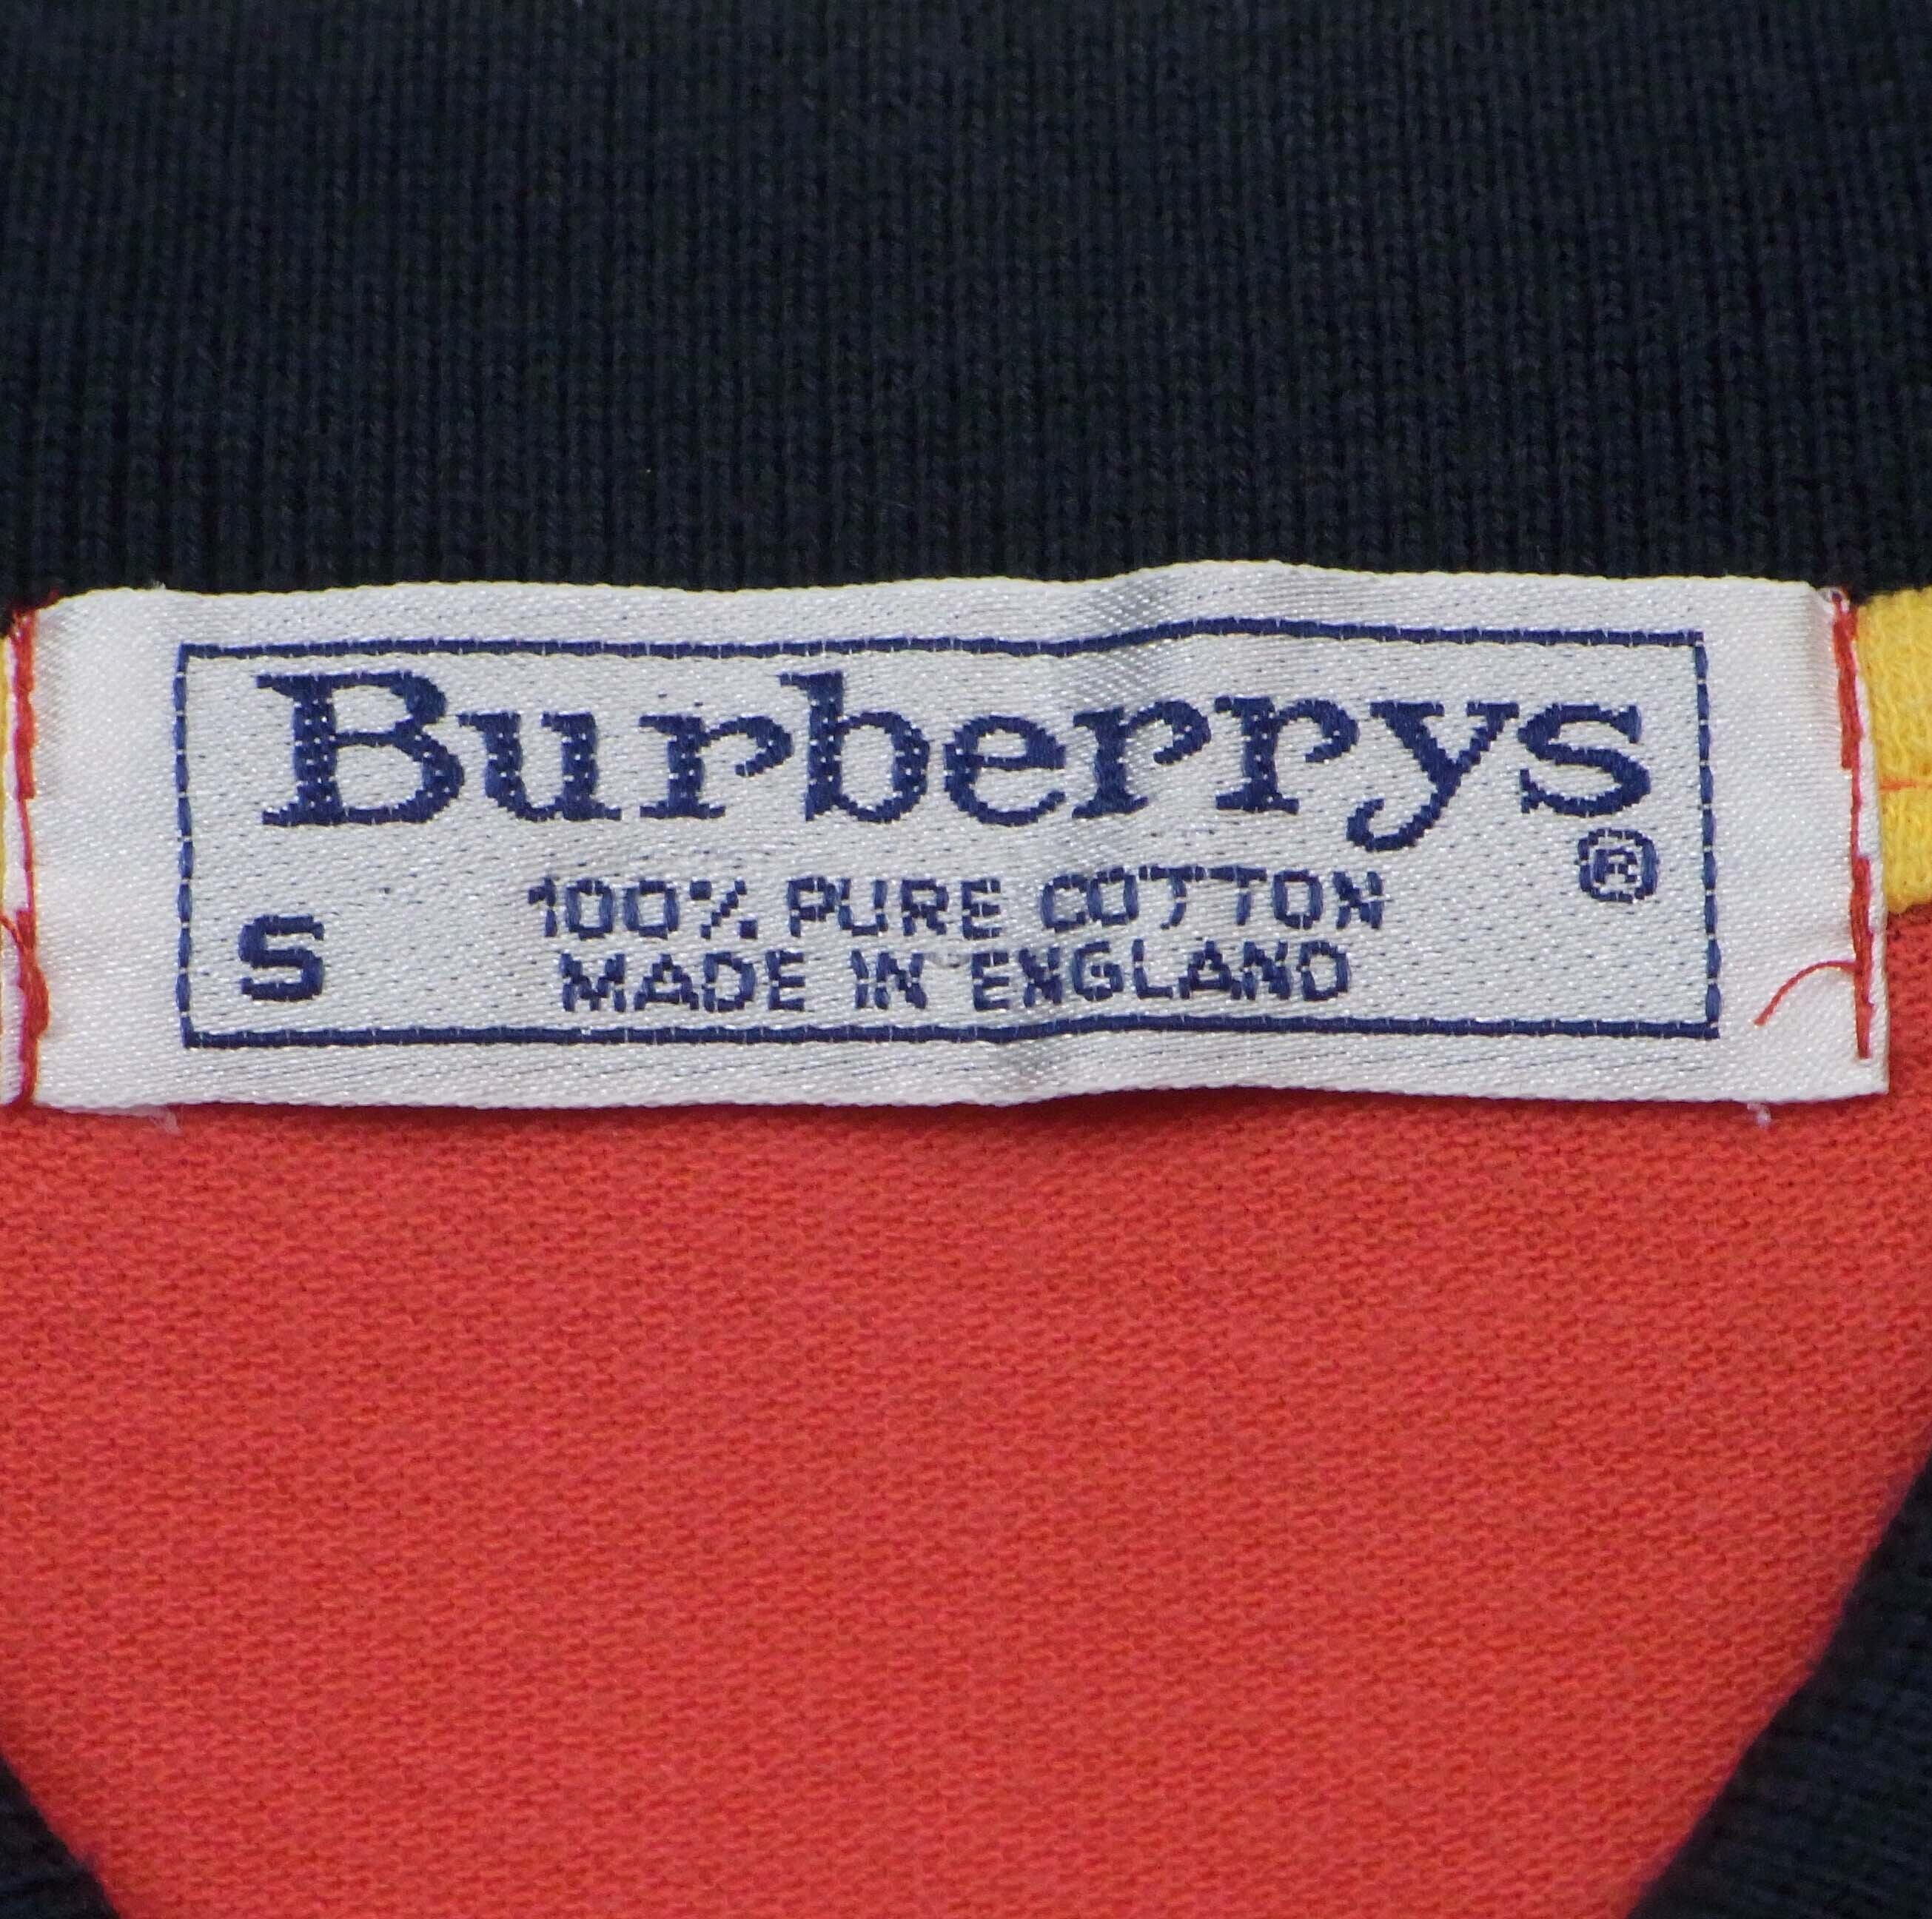 Burberrys
®
100% PURE COTTON
S MADE IN ENGLAND